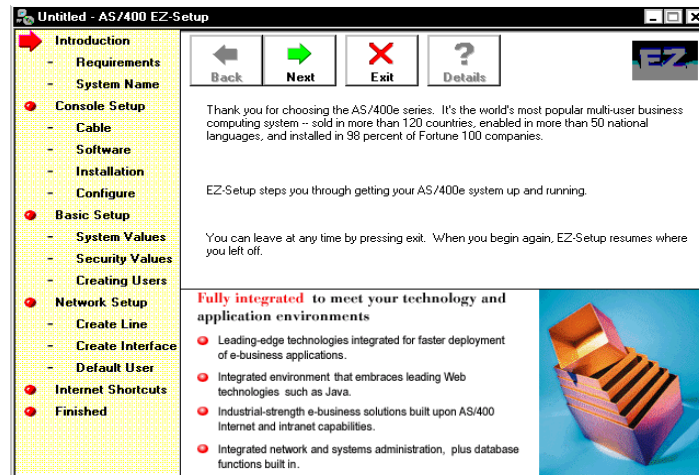 Untitled - AS/400 EZ-Setup
Introduction
- Requirements
- System Name
Console Setup
- Cable
- Software
- Installation
- Configure
Basic Setup
- System Values
- Security Values
- Creating Users
Network Setup
- Create Line
- Create Interface
- Default User
Internet Shortcuts
Finished
Back
Next
Exit
?
Details
EZ
Thank you for choosing the AS/400e series. It's the world's most popular multi-user business
computing system -- sold in more than 120 countries, enabled in more than 50 national
languages, and installed in 98 percent of Fortune 100 companies.
EZ-Setup steps you through getting your AS/400e system up and running.
You can leave at any time by pressing exit. When you begin again, EZ-Setup resumes where
you left off.
Fully integrated to meet your technology and
application environments
Leading-edge technologies integrated for faster deployment
of e-business applications.
Integrated environment that embraces leading Web
technologies such as Java.
Industrial-strength e-business solutions built upon AS/400
Internet and intranet capabilities.
Integrated network and systems administration, plus database
functions built in.